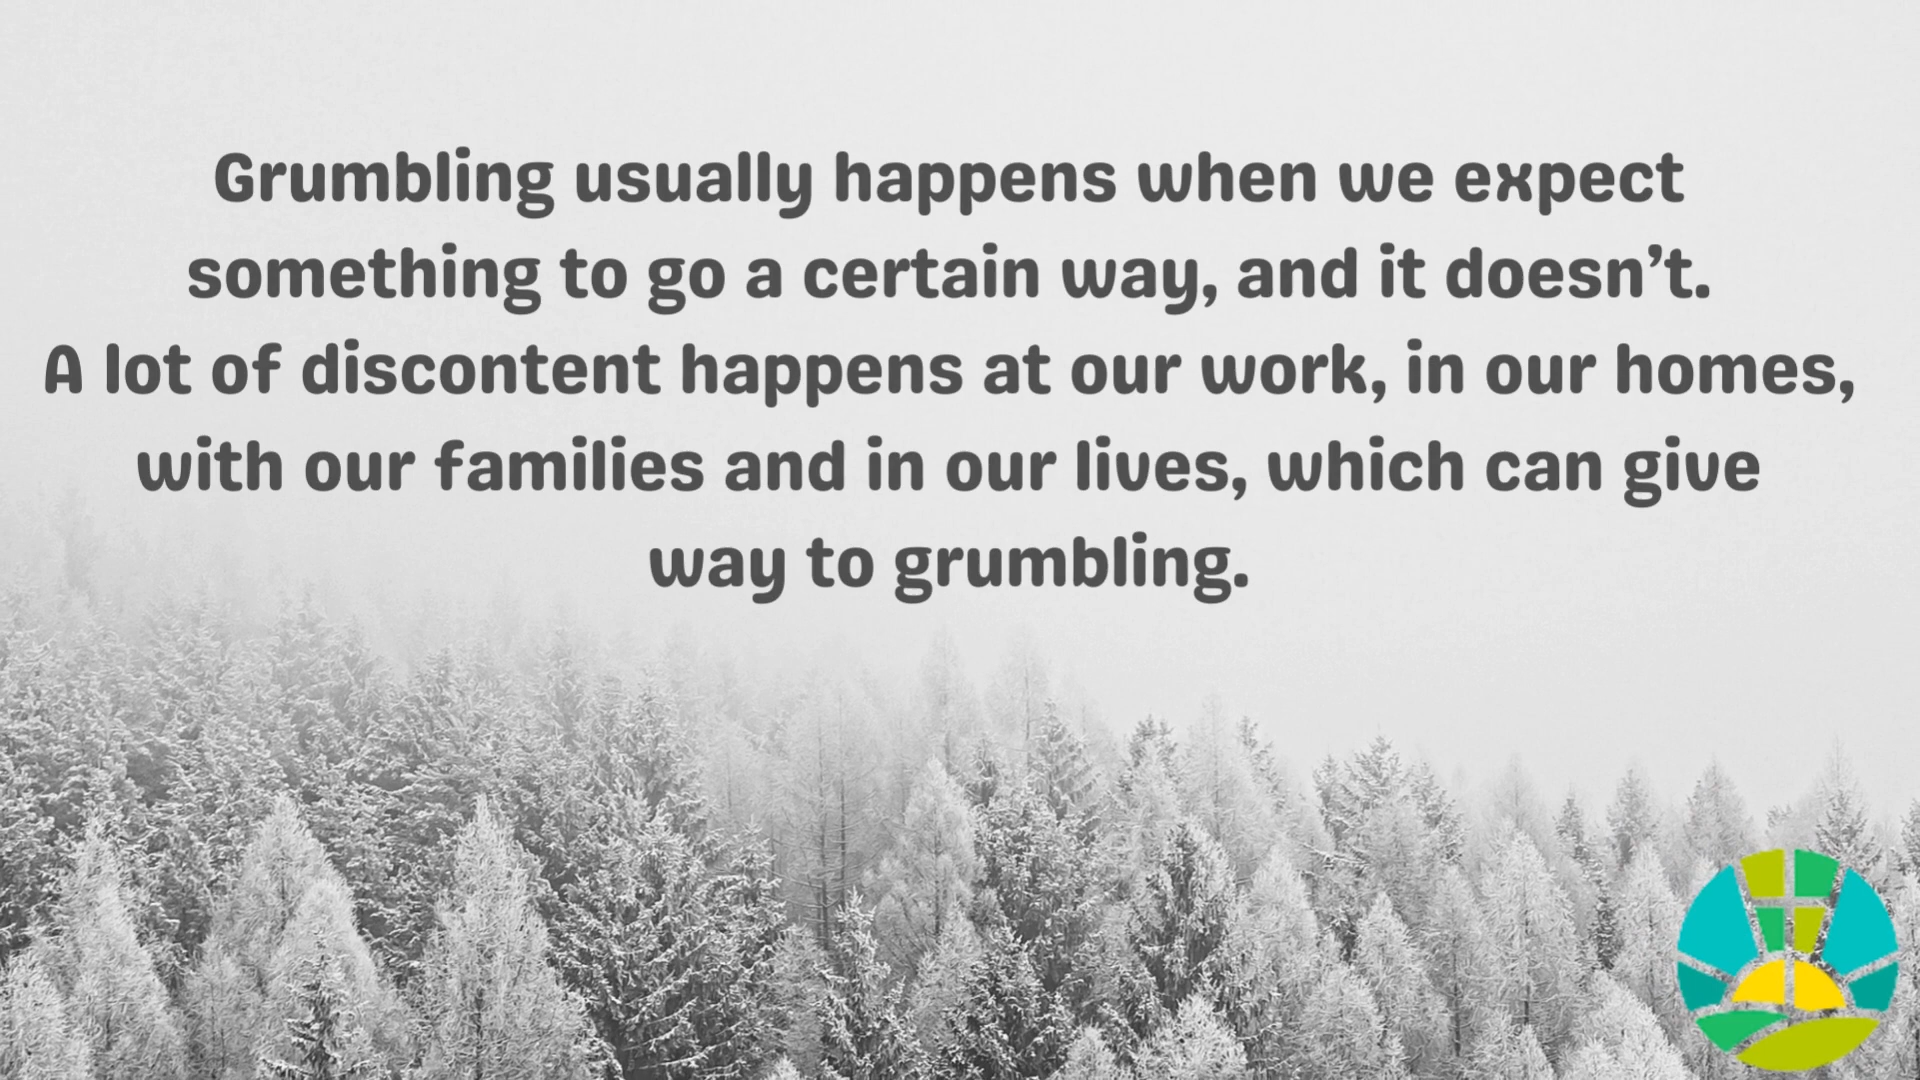 Grumbling usually happens when we expect
something to go a certain way, and it doesn’t.
A lot of discontent happens at our work, in our homes,
with our families and in our lives, which can give
way to grumbling.